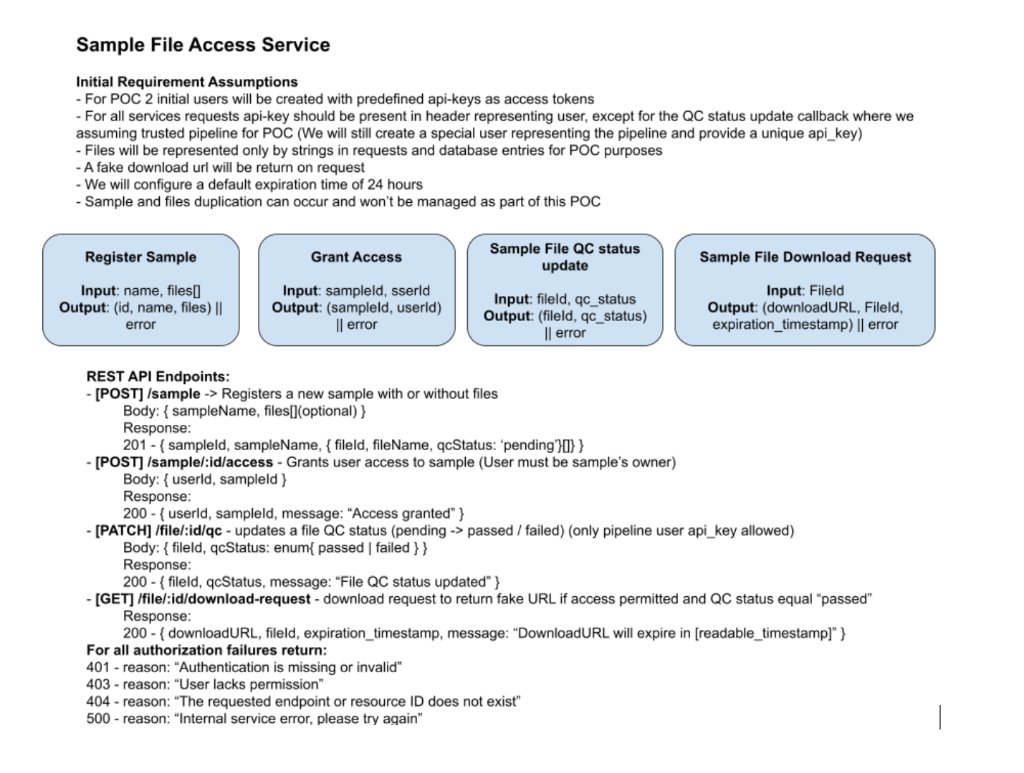 Sample File Access Service
Initial Requirement Assumptions
- For POC 2 initial users will be created with predefined api-keys as access tokens
- For all services requests api-key should be present in header representing user, except for the QC status update callback where we
assuming trusted pipeline for POC (We will still create a special user representing the pipeline and provide a unique api_key)
- Files will be represented only by strings in requests and database entries for POC purposes
- A fake download url will be return on request
- We will configure a default expiration time of 24 hours
- Sample and files duplication can occur and won't be managed as part of this POC
Register Sample
Input: name, files[]
Output: (id, name, files) ||
error
Grant Access
Input: sampleId, sserId
Output: (sampleId, userId)
|| error
Sample File QC status
update
Input: fileId, qc_status
Output: (fileId, qc_status)
|| error
Sample File Download Request
Input: FileId
Output: (downloadURL, FileId,
expiration_timestamp) || error
REST API Endpoints:
- [POST] /sample -> Registers a new sample with or without files
Body: { sampleName, files[](optional) }
Response:
201 - { sampleId, sampleName, { fileId, fileName, qcStatus: ‘pending’}[]} }
- [POST] /sample/:id/access - Grants user access to sample (User must be sample’s owner)
Body: { userId, sampleId }
Response:
200 - { userId, sampleId, message: “Access granted” }
- [PATCH] /file/:id/qc - updates a file QC status (pending -> passed / failed) (only pipeline user api_key allowed)
Body: { fileId, qcStatus: enum{ passed | failed } }
Response:
200 - { fileId, qcStatus, message: “File QC status updated” }
- [GET] /file/:id/download-request - download request to return fake URL if access permitted and QC status equal “passed”
Response:
200 - { downloadURL, fileId, expiration_timestamp, message: “DownloadURL will expire in [readable_timestamp]” }
For all authorization failures return:
401 - reason: “Authentication is missing or invalid”
403 - reason: “User lacks permission”
404 - reason: “The requested endpoint or resource ID does not exist”
500 - reason: “Internal service error, please try again”